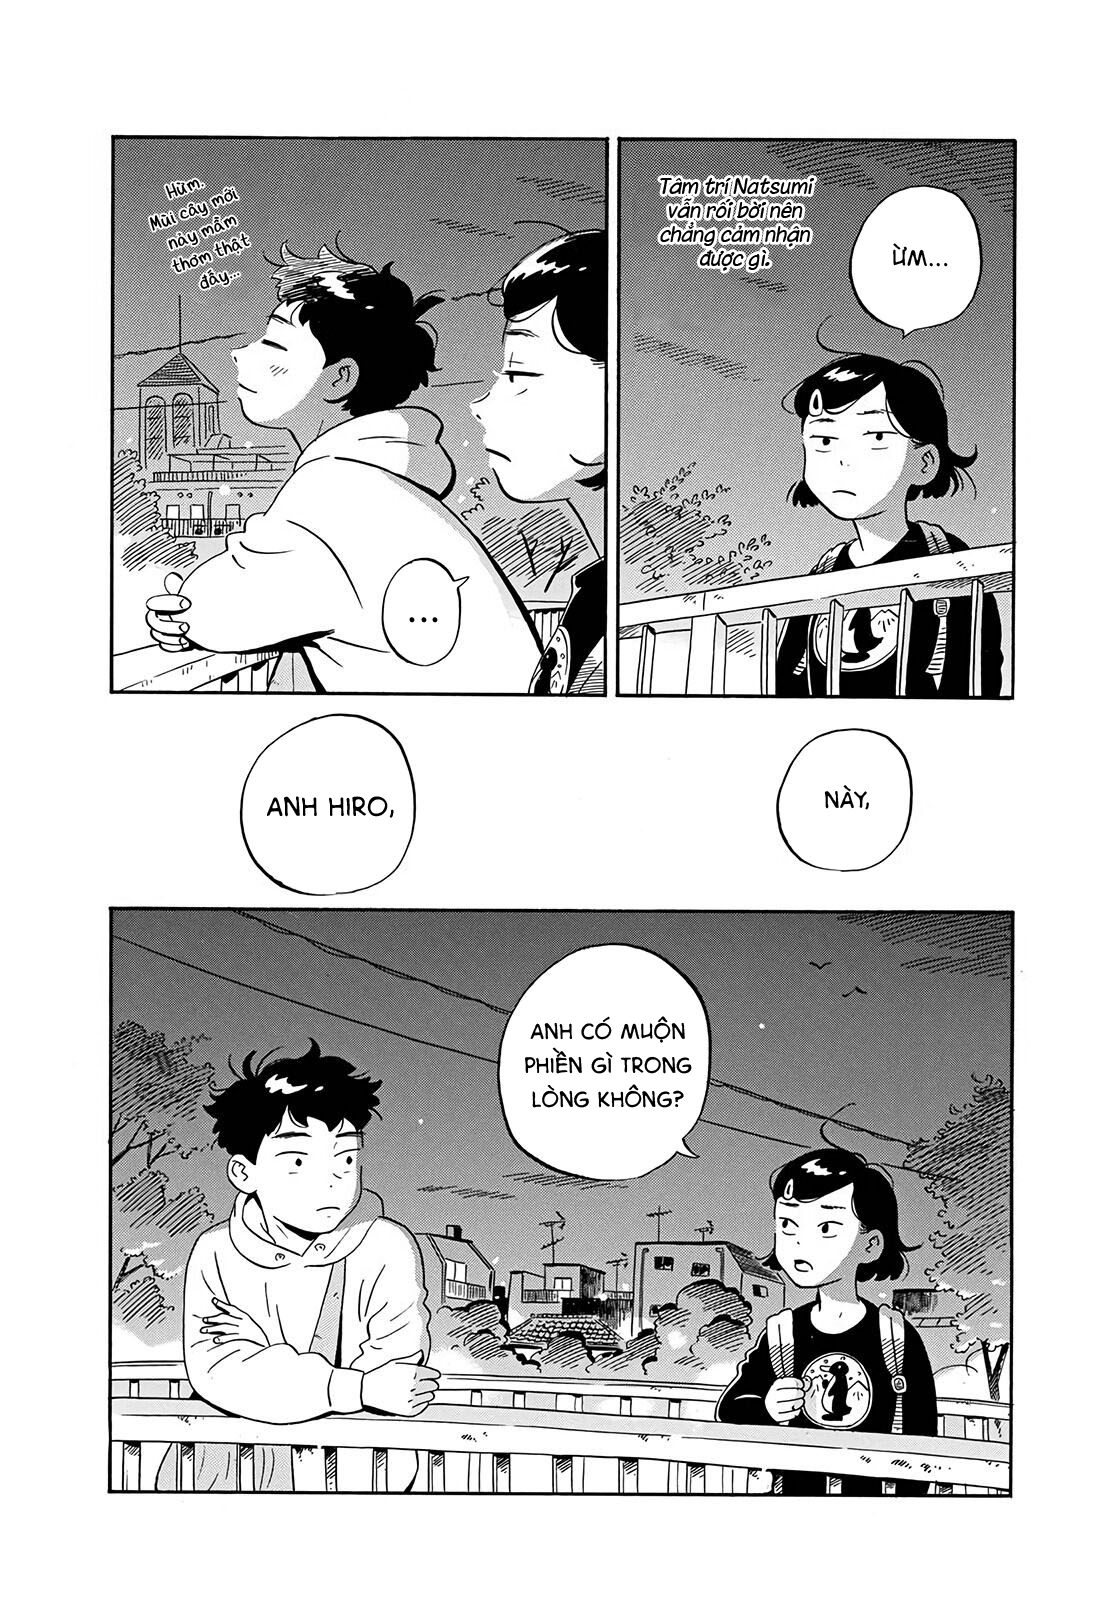 Tâm trí Natsumi
vẫn rối bời nên
chẳng cảm nhận
được gì.
ỪM...
Hừm.
Mùi cây mới
nảy mầm
thơm thật
đấy...
...
NÀY,
ANH HIRO,
ANH CÓ MUỘN
PHIỀN GÌ TRONG
LÒNG KHÔNG?